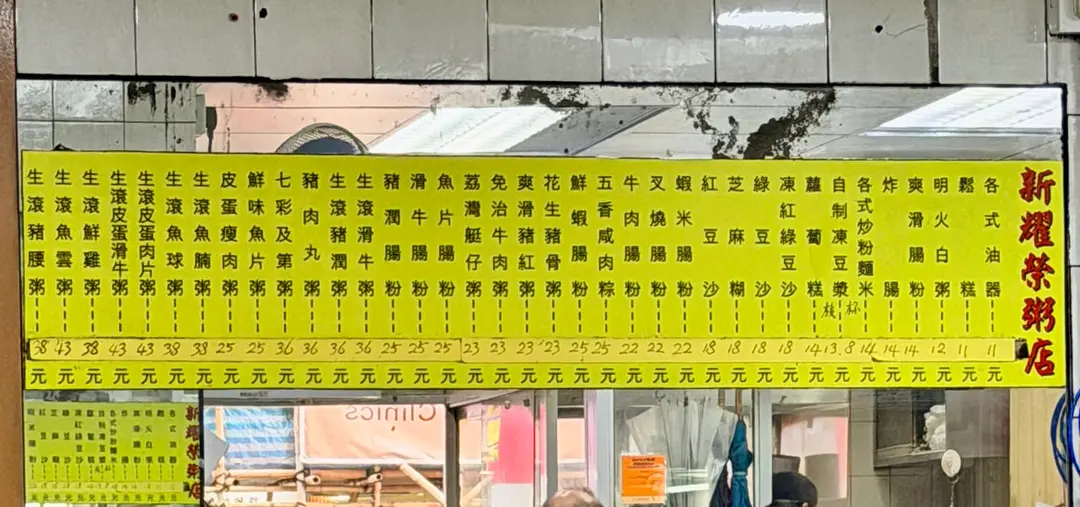 新耀榮粥店
各式油器 11 元
鬆糕 11 元
明火白粥 12 元
爽滑腸粉 14 元
炸腸 14 元
各式炒粉麵米 14 元
自制凍豆漿 枝 杯 13.8 元
蘿蔔糕 14 元
凍紅綠豆沙 18 元
綠豆沙 18 元
芝麻糊 18 元
紅豆沙 18 元
蝦米腸粉 22 元
叉燒腸粉 22 元
牛肉腸粉 22 元
五香咸肉粽 25 元
鮮蝦腸粉 25 元
花生豬骨粥 23 元
爽滑豬紅粥 23 元
免治牛肉粥 23 元
荔灣艇仔粥 23 元
魚片腸粉 25 元
滑牛腸粉 25 元
豬潤腸粉 25 元
生滾滑牛粥 36 元
生滾豬潤粥 36 元
豬肉丸粥 36 元
七彩及第粥 36 元
鮮味魚片粥 25 元
皮蛋瘦肉粥 25 元
生滾魚腩粥 38 元
生滾魚球粥 38 元
生滾皮蛋肉片粥 43 元
生滾皮蛋滑牛粥 43 元
生滾鮮雞粥 38 元
生滾魚雲粥 43 元
生滾豬腰粥 38 元
Clinics